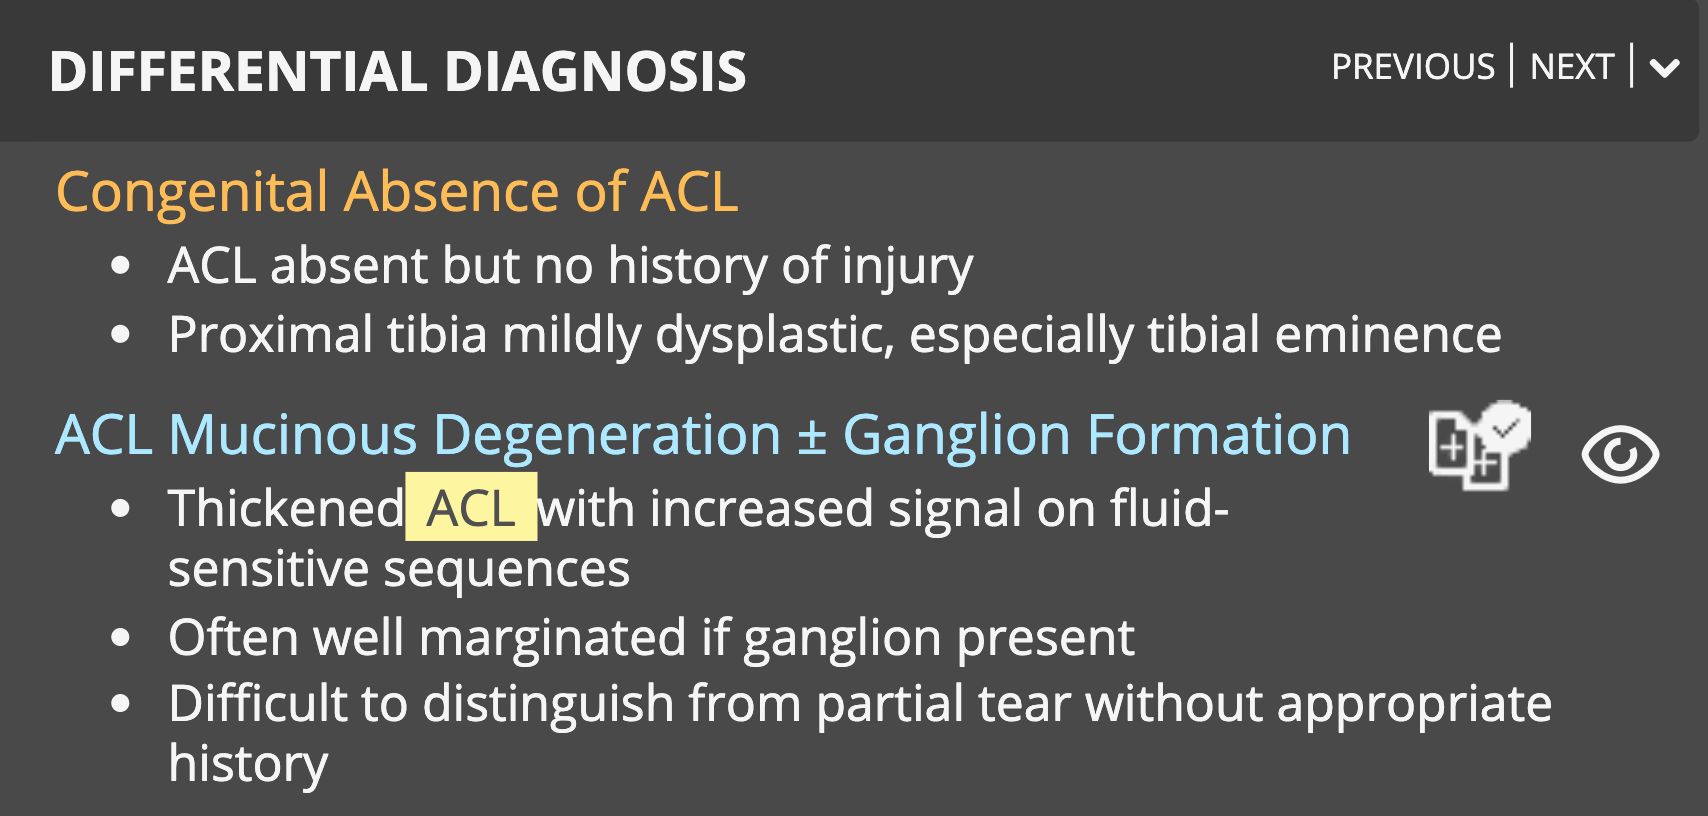 DIFFERENTIAL DIAGNOSIS
PREVIOUS | NEXT |
Congenital Absence of ACL
• ACL absent but no history of injury
• Proximal tibia mildly dysplastic, especially tibial eminence
ACL Mucinous Degeneration ± Ganglion Formation
• Thickened ACL with increased signal on fluid-
sensitive sequences
• Often well marginated if ganglion present
• Difficult to distinguish from partial tear without appropriate
history